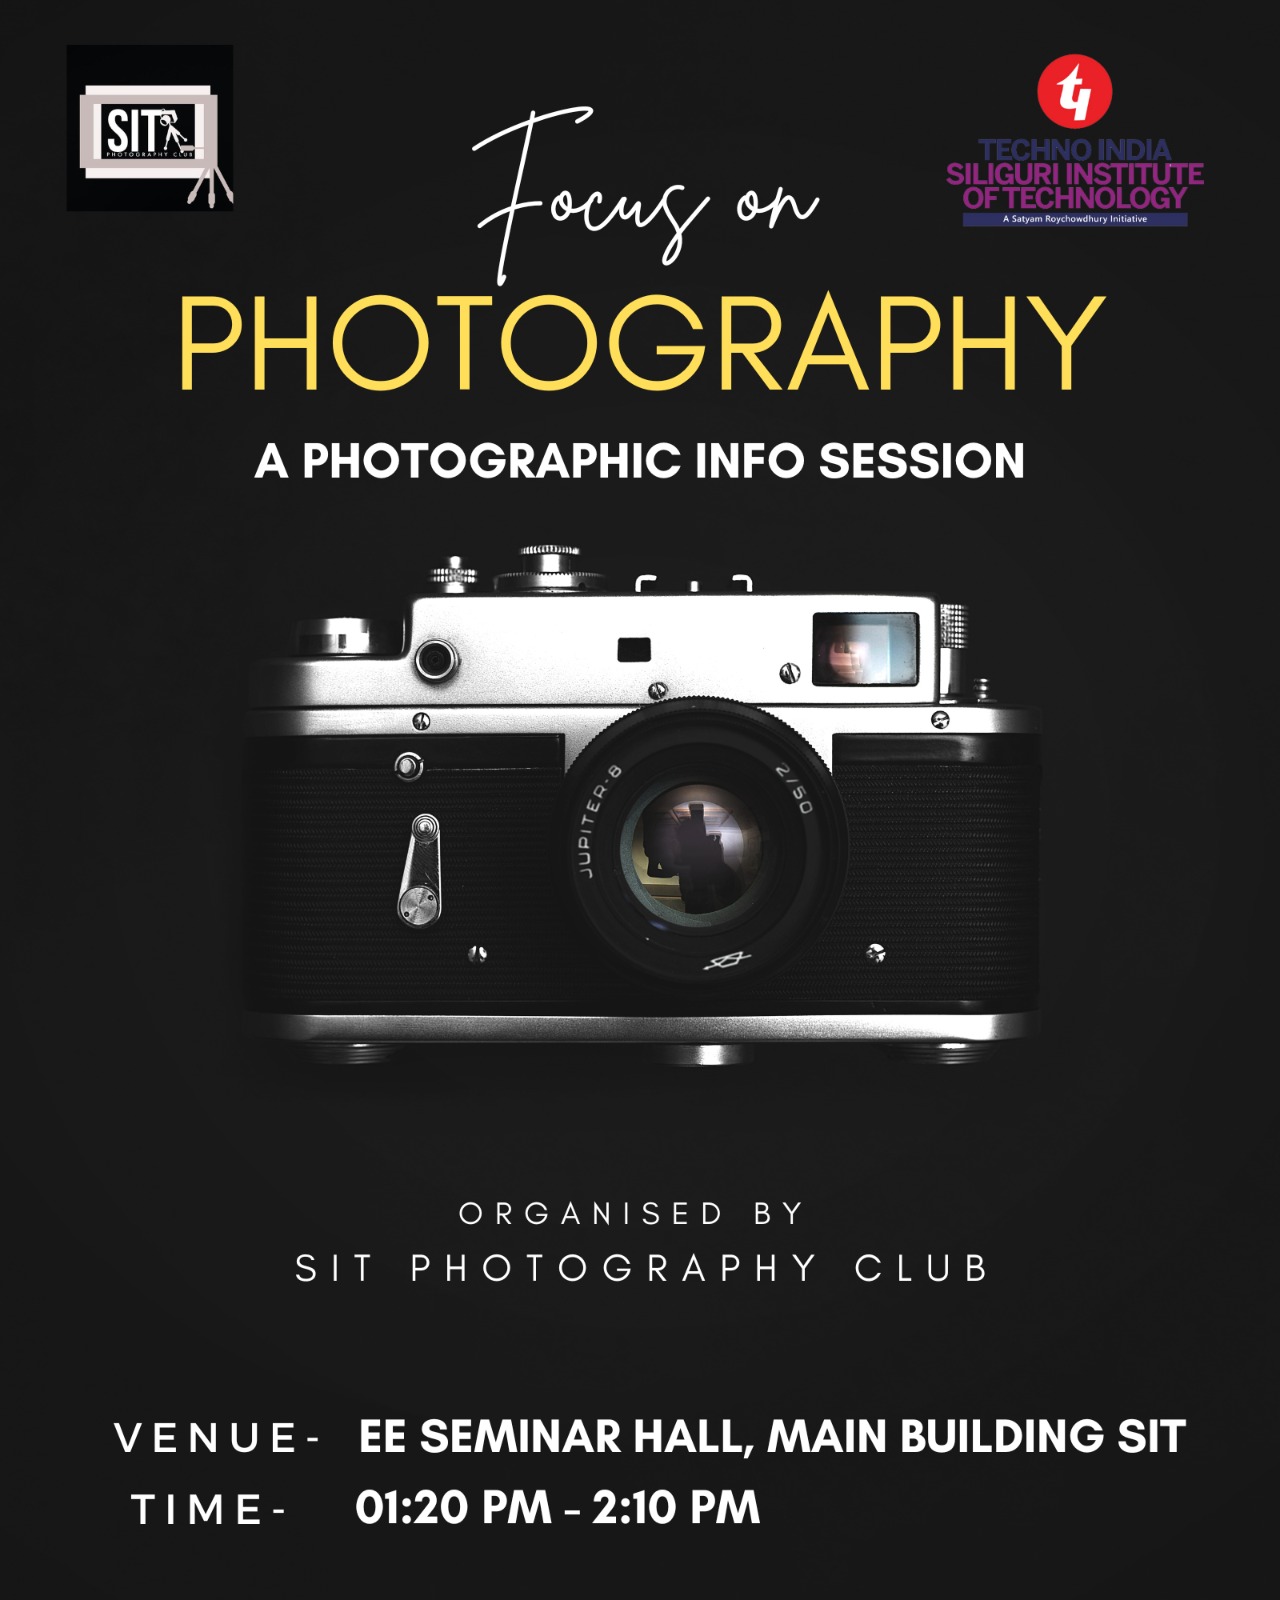 SIT
PHOTOGRAPHY CLUB
TECHNO INDIA
SILIGURI INSTITUTE
OF TECHNOLOGY
A Satyam Roychowdhury Initiative
Focus on
PHOTOGRAPHY
A PHOTOGRAPHIC INFO SESSION
JUPITER-8
2/50
ORGANISED BY
SIT PHOTOGRAPHY CLUB
VENUE- EE SEMINAR HALL, MAIN BUILDING SIT
TIME- 01:20 PM - 2:10 PM